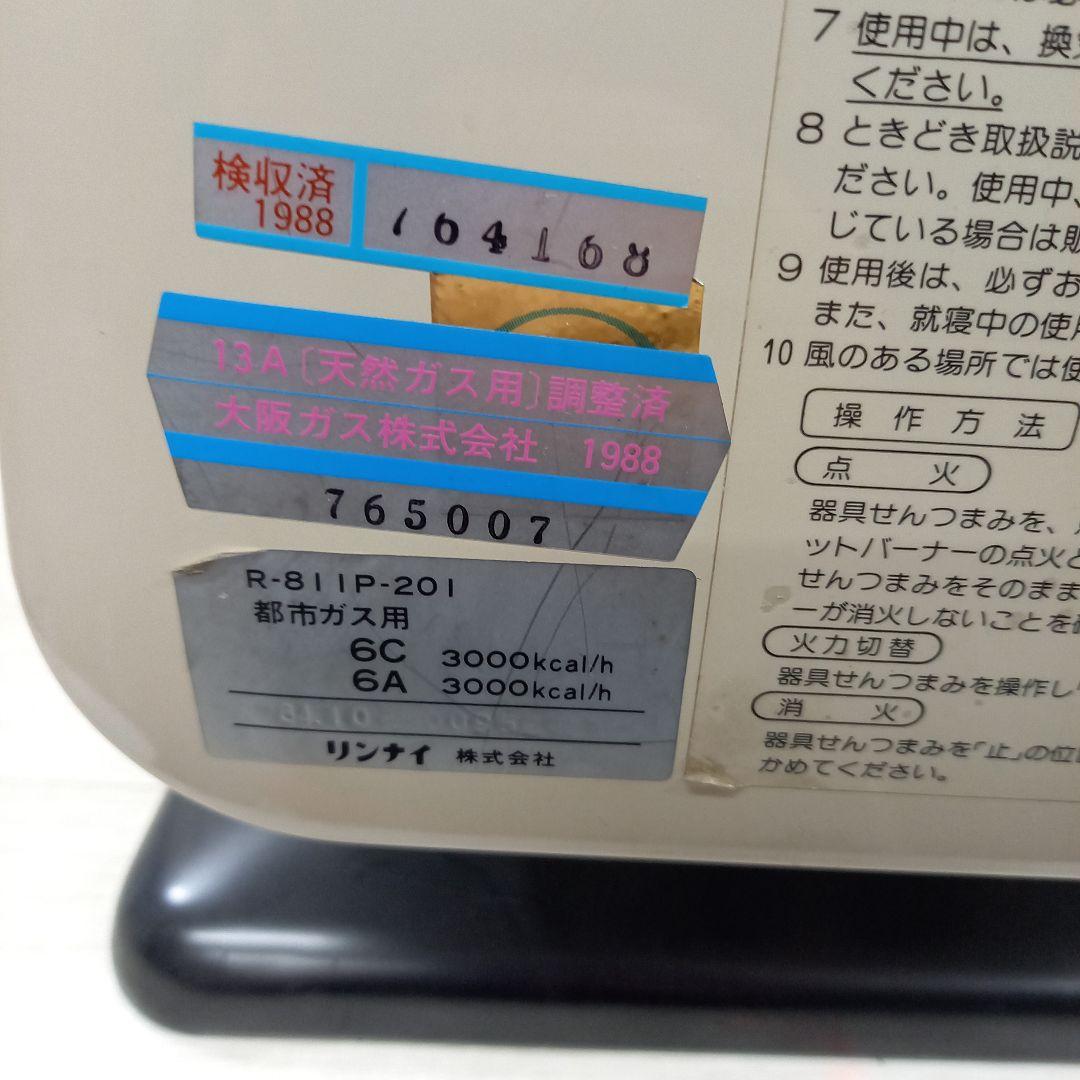 検収済
1988
764168
13A〔天然ガス用〕調整済
大阪ガス株式会社 1988
765007
R-811P-201
都市ガス用
6C 3000kcal/h
6A 3000kcal/h
リンナイ 株式会社
7 使用中は、換
ください。
8 ときどき取扱説
ださい。使用中、
じている場合は販
9 使用後は、必ずお
また、就寝中の使用
10 風のある場所では使
操作方法
点火
器具せんつまみを、
ットバーナーの点火と
せんつまみをそのまま
ーが消火しないことを確
火力切替
器具せんつまみを操作し
消火
器具せんつまみを「止」の位
かめてください。